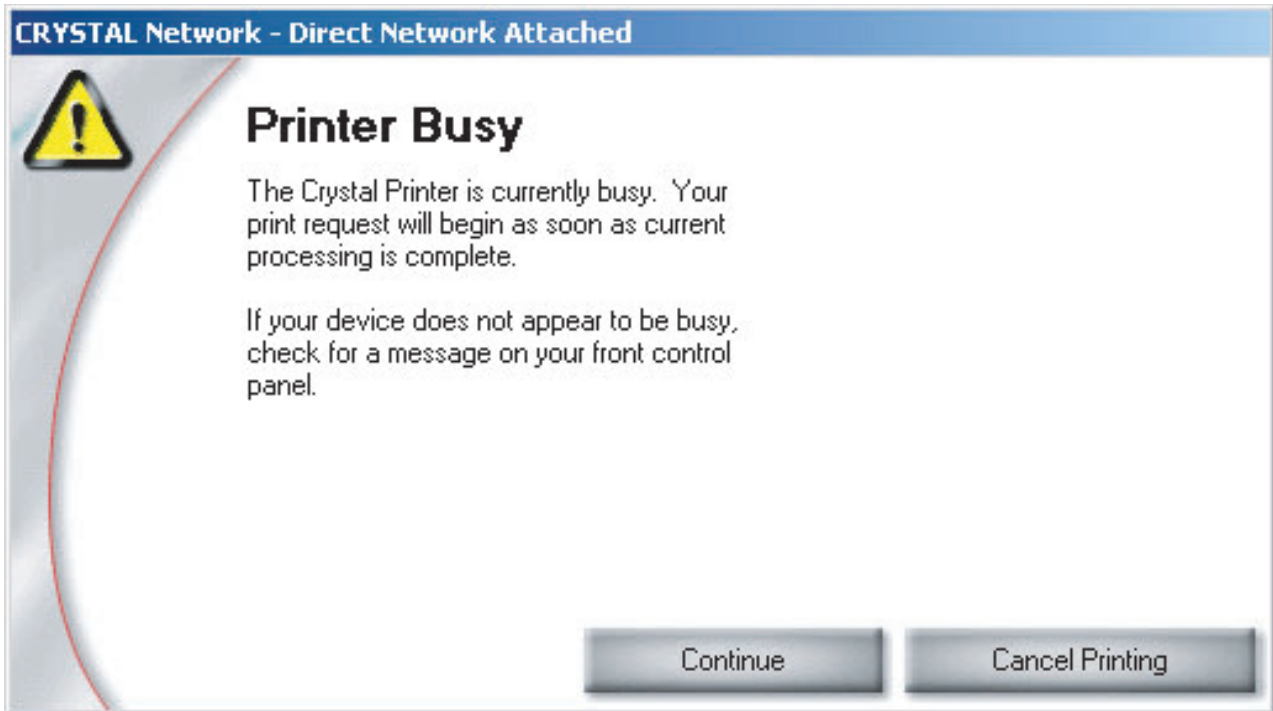 CRYSTAL Network - Direct Network Attached
Printer Busy
The Crystal Printer is currently busy.  Your
print request will begin as soon as current
processing is complete.
If your device does not appear to be busy,
check for a message on your front control
panel.
Continue
Cancel Printing